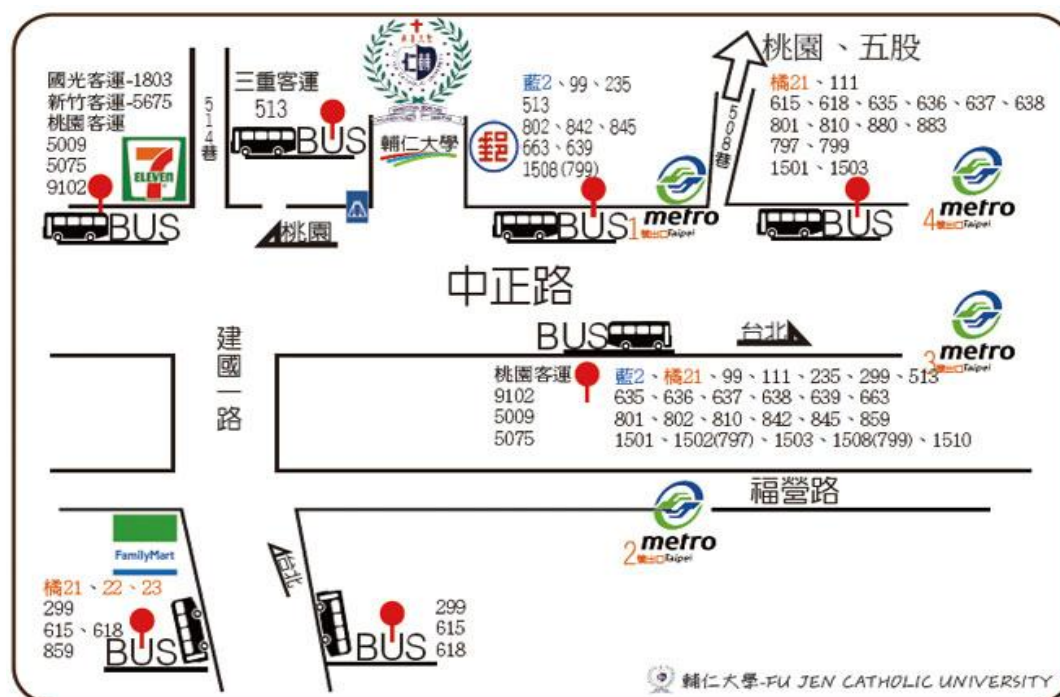 國光客運-1803
新竹客運-5675
桃園客運
5009
5075
9102
7
ELEVEN
BUS
514巷
三重客運
513
BUS
桃園
輔仁大學
郵
藍2、99、235
513
802、842、845
663、639
1508(799)
BUS
1
metro
Taipei
508巷
桃園、五股
橘21、111
615、618、635、636、637、638
801、810、880、883
797、799
1501、1503
BUS
4
metro
Taipei
中正路
建國一路
BUS
台北
3
metro
Taipei
桃園客運
9102
5009
5075
藍2、橘21、99、111、235、299、513
635、636、637、638、639、663
801、802、810、842、845、859
1501、1502(797)、1503、1508(799)、1510
福營路
2
metro
Taipei
FamilyMart
橘21、22、23
299
615、618
859
BUS
台北
BUS
299
615
618
輔仁大學-FU JEN CATHOLIC UNIVERSITY